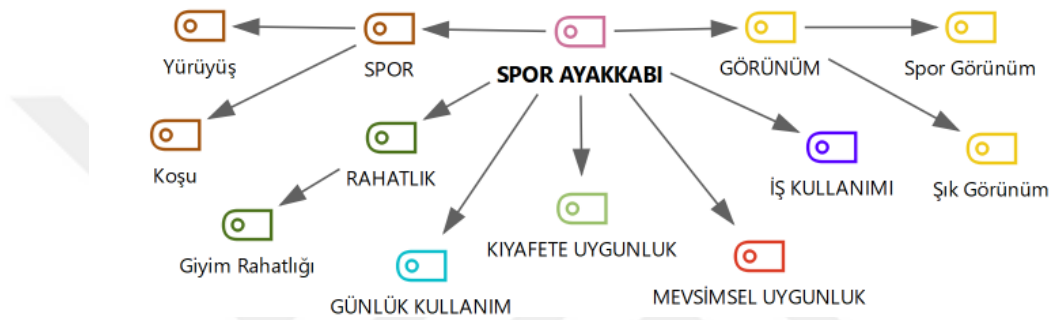 Yürüyüş
SPOR
SPOR AYAKKABI
GÖRÜNÜM
Spor Görünüm
Koşu
RAHATLIK
İŞ KULLANIMI
Şık Görünüm
Giyim Rahatlığı
KIYAFETE UYGUNLUK
GÜNLÜK KULLANIM
MEVSİMSEL UYGUNLUK